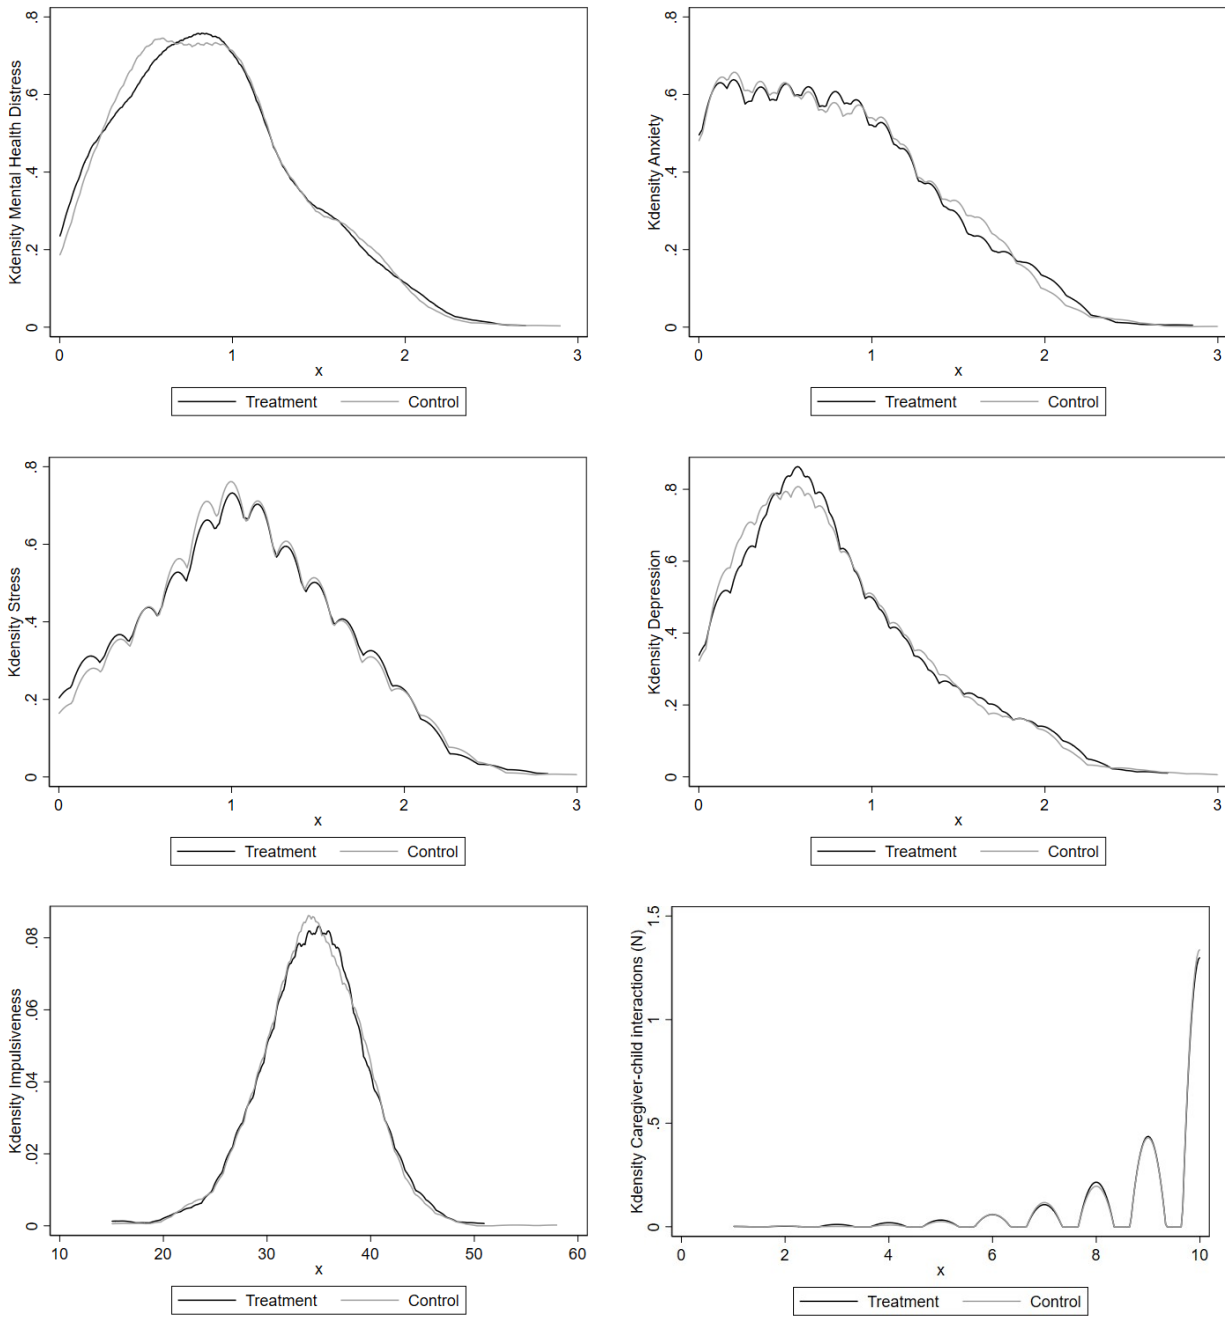 Kdensity Mental Health Distress
.8
.6
.4
.2
0
0 1 2 3
x
Treatment Control
Kdensity Anxiety
.8
.6
.4
.2
0
0 1 2 3
x
Treatment Control
Kdensity Stress
.8
.6
.4
.2
0
0 1 2 3
x
Treatment Control
Kdensity Depression
.8
.6
.4
.2
0
0 1 2 3
x
Treatment Control
Kdensity Impulsiveness
.08
.06
.04
.02
0
10 20 30 40 50 60
x
Treatment Control
Kdensity Caregiver-child interactions (N)
1.5
1
.5
0
0 2 4 6 8 10
x
Treatment Control